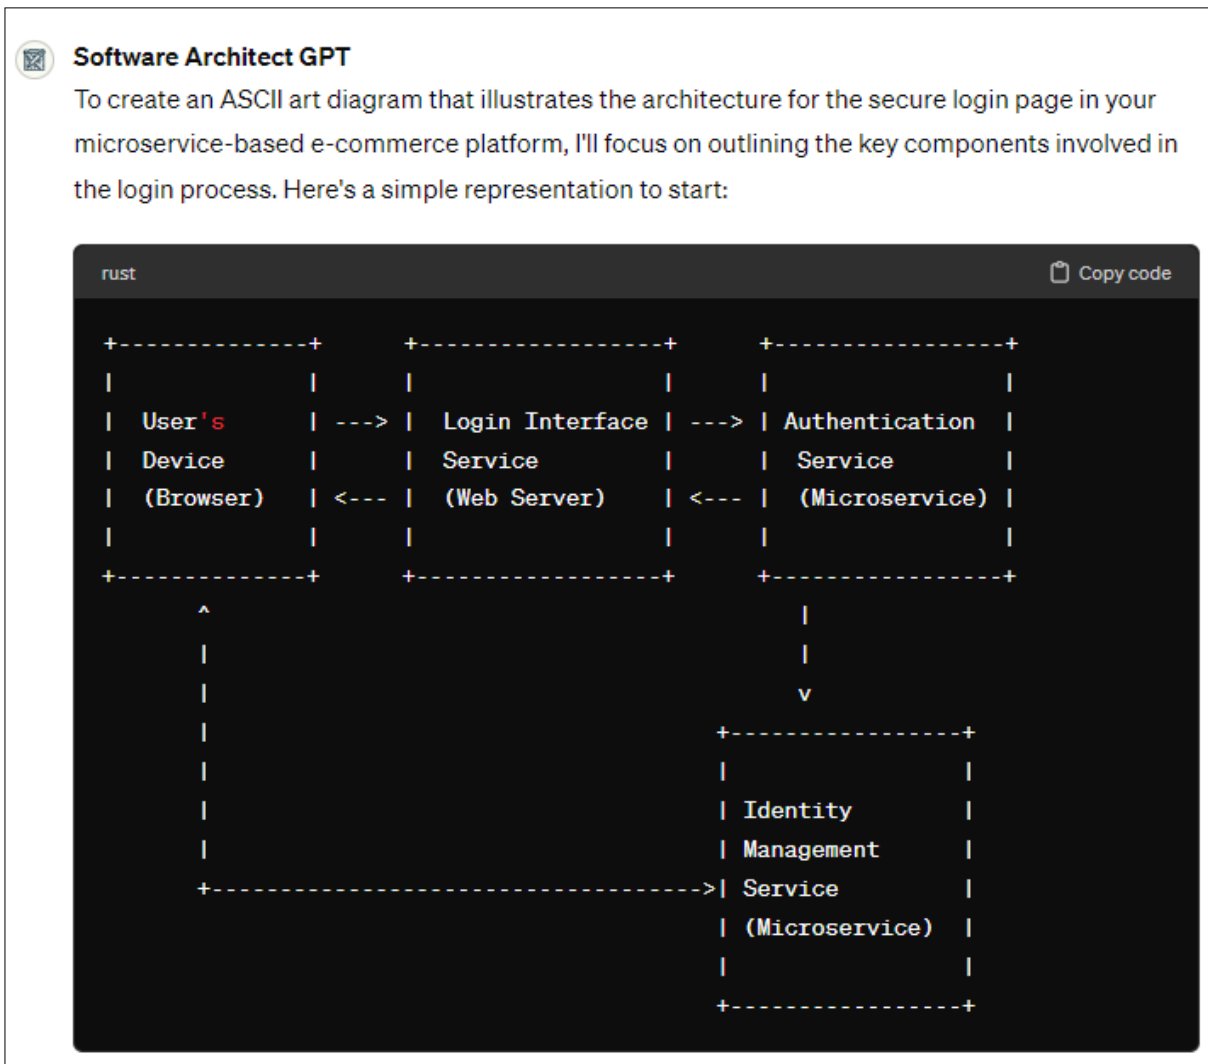 Software Architect GPT
To create an ASCII art diagram that illustrates the architecture for the secure login page in your
microservice-based e-commerce platform, I'll focus on outlining the key components involved in
the login process. Here's a simple representation to start:
rust Copy code
+--------------+      +------------------+      +-----------------+
|              |      |                  |      |                 |
|  User's      | ---> |  Login Interface | ---> | Authentication  |
|  Device      |      |  Service         |      |  Service        |
|  (Browser)   | <--- |  (Web Server)    | <--- |  (Microservice) |
|              |      |                  |      |                 |
+--------------+      +------------------+      +-----------------+
       ^                                           |
       |                                           |
       |                                           v
       |                                     +-----------------+
       |                                     |                 |
       |                                     | Identity        |
       |                                     | Management      |
       +------------------------------------>| Service         |
                                             | (Microservice)  |
                                             |                 |
                                             +-----------------+